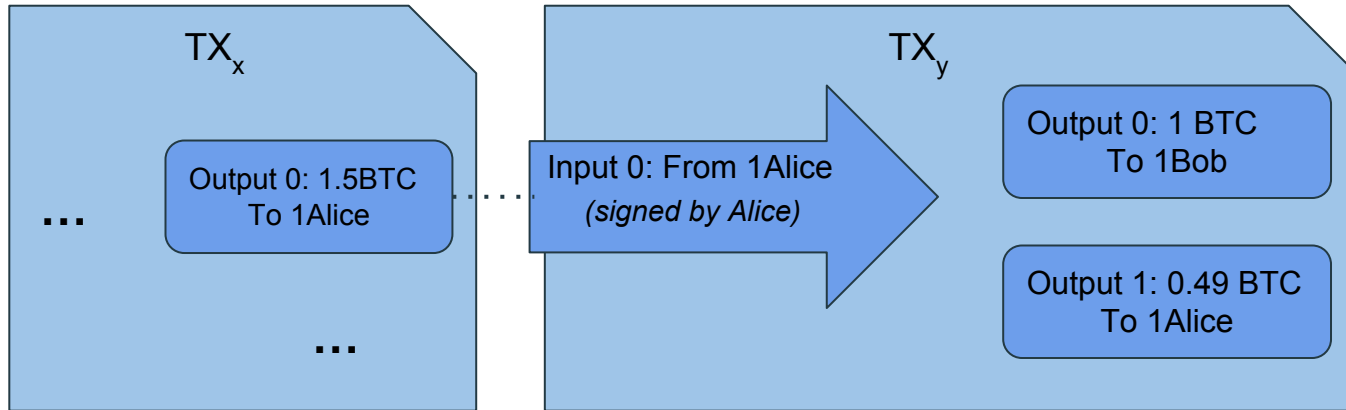 TXx
...
Output 0: 1.5BTC
To 1Alice
...
TXy
Input 0: From 1Alice
(signed by Alice)
Output 0: 1 BTC
To 1Bob
Output 1: 0.49 BTC
To 1Alice